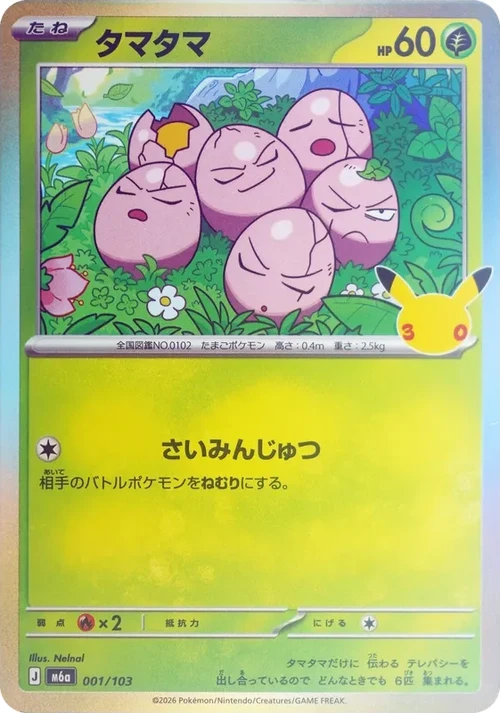 たね
タマタマ
HP60
3 0
全国図鑑NO.0102 たまごポケモン 高さ：0.4m 重さ：2.5kg
さいみんじゅつ
相手のバトルポケモンをねむりにする。
あいて
弱点 ×2 抵抗力 にげる
Illus. Nelnal
J M6a 001/103
タマタマだけに 伝わる テレパシーを
出し合っているので どんなときでも 6匹 集まれる。
©2026 Pokémon/Nintendo/Creatures/GAME FREAK.